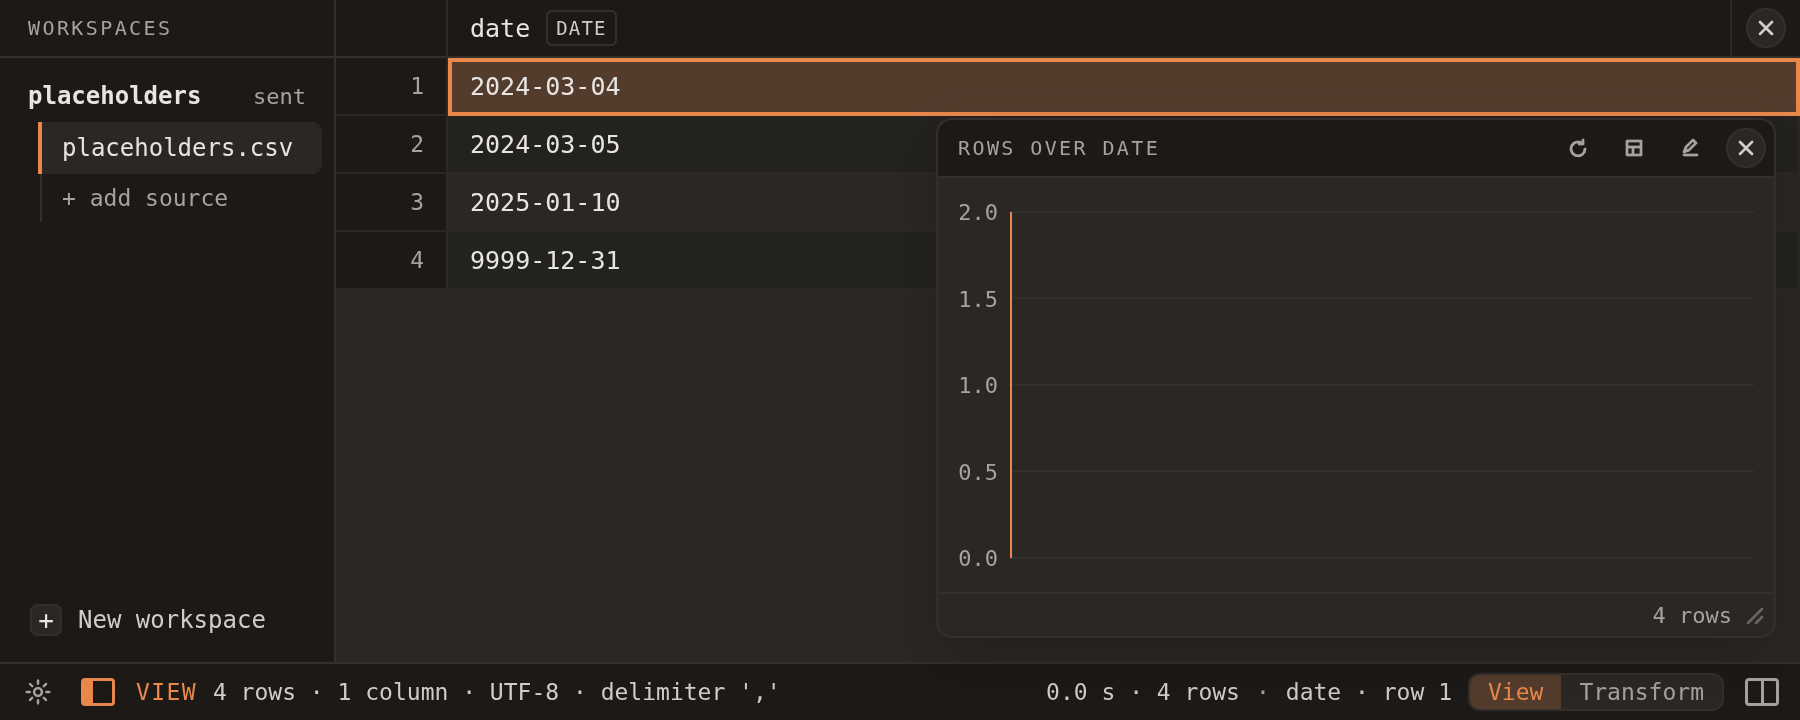 WORKSPACES
date DATE
placeholders sent
placeholders.csv
+ add source
1 2024-03-04
2 2024-03-05
3 2025-01-10
4 9999-12-31
ROWS OVER DATE
2.0
1.5
1.0
0.5
0.0
4 rows
+ New workspace
VIEW 4 rows · 1 column · UTF-8 · delimiter ','
0.0 s · 4 rows · date · row 1 View Transform